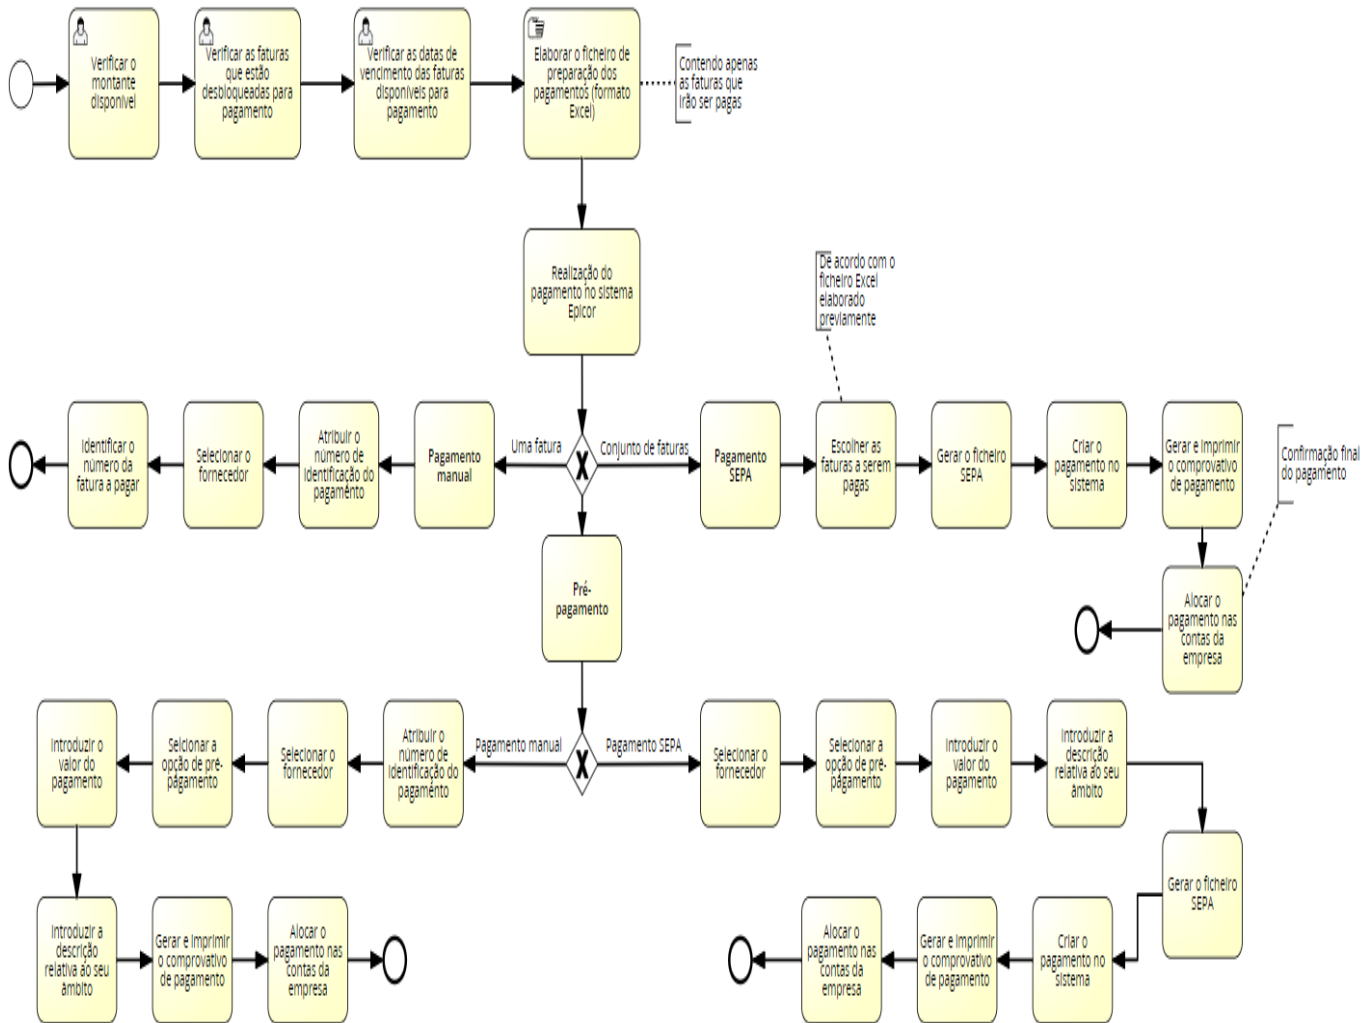 Verificar o
montante
disponível
Verificar as faturas
que estão
desbloqueadas para
pagamento
Verificar as datas de
vencimento das faturas
disponíveis para
pagamento
Elaborar o ficheiro de
preparação dos
pagamentos (formato
Excel)
Contendo apenas
as faturas que
irão ser pagas
Realização do
pagamento no sistema
Epicor
De acordo com o
ficheiro Excel
elaborado
previamente
Identificar o
número da
fatura a pagar
Selecionar o
fornecedor
Atribuir o
número de
identificação do
pagamento
Pagamento
manual
Uma fatura
Conjunto de faturas
Pagamento
SEPA
Escolher as
faturas a serem
pagas
Gerar o ficheiro
SEPA
Criar o
pagamento no
sistema
Gerar e imprimir
o comprovativo
de pagamento
Confirmação final
do pagamento
Pré-
pagamento
Alocar o
pagamento nas
contas da
empresa
Introduzir o
valor do
pagamento
Selcionar a
opção de pré-
pagamento
Selecionar o
fornecedor
Atribuir o
número de
identificação do
pagamento
Pagamento manual
Pagamento SEPA
Selecionar o
fornecedor
Selecionar a
opção de pré-
pagamento
Introduzir o
valor do
pagamento
Introduzir a
descrição
relativa ao seu
âmbito
Gerar o ficheiro
SEPA
Introduzir a
descrição
relativa ao seu
âmbito
Gerar e imprimir
o comprovativo
de pagamento
Alocar o
pagamento nas
contas da
empresa
Alocar o
pagamento nas
contas da
empresa
Gerar e imprimir
o comprovativo
de pagamento
Criar o
pagamento no
sistema